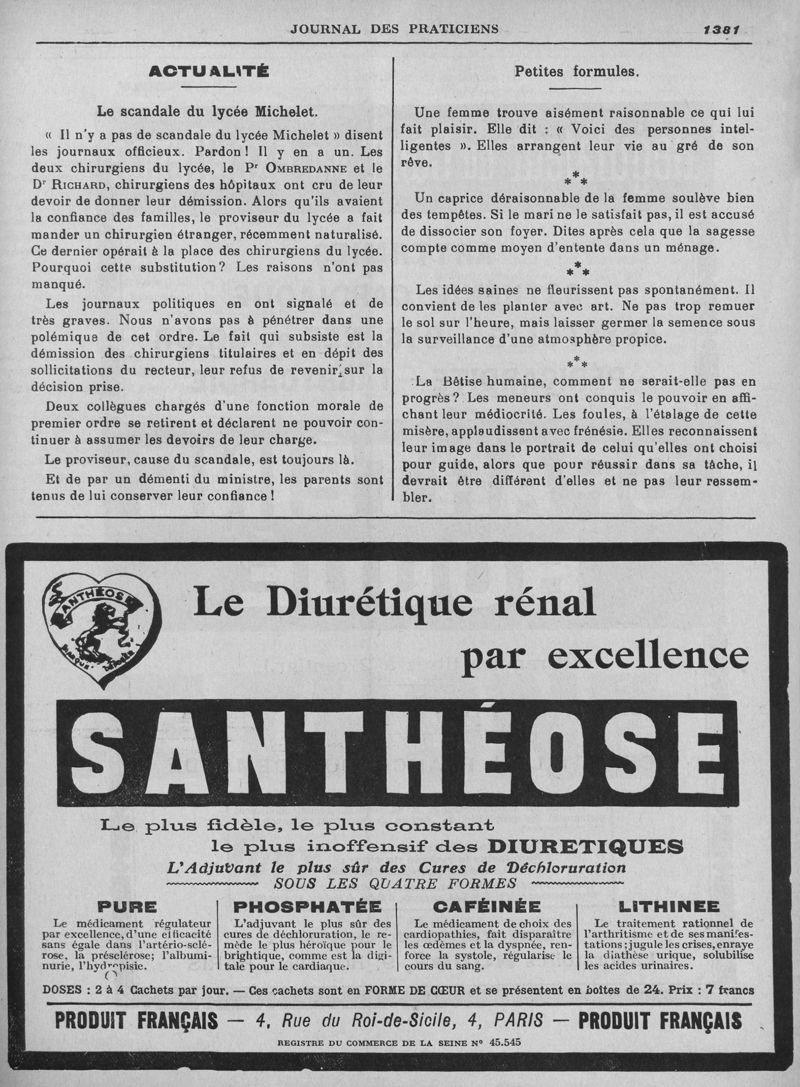 JOURNAL DES PRATICIENS 1381
ACTUALITÉ
Le scandale du lycée Michelet.
« Il n'y a pas de scandale du lycée Michelet » disent
les journaux officieux. Pardon ! Il y en a un. Les
deux chirurgiens du lycée, le Pr OMBREDANNE et le
Dr RICHARD, chirurgiens des hôpitaux ont cru de leur
devoir de donner leur démission. Alors qu'ils avaient
la confiance des familles, le proviseur du lycée a fait
mander un chirurgien étranger, récemment naturalisé.
Ce dernier opérait à la place des chirurgiens du lycée.
Pourquoi cette substitution ? Les raisons n'ont pas
manqué.
Les journaux politiques en ont signalé et de
très graves. Nous n'avons pas à pénétrer dans une
polémique de cet ordre. Le fait qui subsiste est la
démission des chirurgiens titulaires et en dépit des
sollicitations du recteur, leur refus de revenir sur la
décision prise.
Deux collègues chargés d'une fonction morale de
premier ordre se retirent et déclarent ne pouvoir con-
tinuer à assumer les devoirs de leur charge.
Le proviseur, cause du scandale, est toujours là.
Et de par un démenti du ministre, les parents sont
tenus de lui conserver leur confiance !
Petites formules.
Une femme trouve aisément raisonnable ce qui lui
fait plaisir. Elle dit : « Voici des personnes intel-
ligentes ». Elles arrangent leur vie au gré de son
rêve.
***
Un caprice déraisonnable de la femme soulève bien
des tempêtes. Si le mari ne le satisfait pas, il est accusé
de dissocier son foyer. Dites après cela que la sagesse
compte comme moyen d'entente dans un ménage.
***
Les idées saines ne fleurissent pas spontanément. Il
convient de les planter avec art. Ne pas trop remuer
le sol sur l'heure, mais laisser germer la semence sous
la surveillance d'une atmosphère propice.
***
La Bêtise humaine, comment ne serait-elle pas en
progrès ? Les meneurs ont conquis le pouvoir en affi-
chant leur médiocrité. Les foules, à l'étalage de cette
misère, applaudissent avec frénésie. Elles reconnaissent
leur image dans le portrait de celui qu'elles ont choisi
pour guide, alors que pour réussir dans sa tâche, il
devrait être différent d'elles et ne pas leur ressem-
bler.
SANTHÉOSE
MARQUE DÉPOSÉE
Le Diurétique rénal
par excellence
SANTHÉOSE
Le plus fidèle, le plus constant
le plus inoffensif des DIURETIQUES
L'Adjuvant le plus sûr des Cures de Déchloruration
SOUS LES QUATRE FORMES
PURE
Le médicament régulateur
par excellence, d'une efficacité
sans égale dans l'artério-sclé-
rose, la présclérose; l'albumi-
nurie, l'hydropisie.
PHOSPHATÉE
L'adjuvant le plus sûr des
cures de déchloruration, le re-
mède le plus héroïque pour le
brightique, comme est la digi-
tale pour le cardiaque.
CAFÉINÉE
Le médicament de choix des
cardiopathies, fait disparaître
les œdèmes et la dyspnée, ren-
force la systole, régularise le
cours du sang.
LITHINEE
Le traitement rationnel de
l'arthritisme et de ses manifes-
tations; jugule les crises, enraye
la diathèse urique, solubilise
les acides urinaires.
DOSES : 2 à 4 Cachets par jour. — Ces cachets sont en FORME DE CŒUR et se présentent en boîtes de 24. Prix : 7 francs
PRODUIT FRANÇAIS — 4, Rue du Roi-de-Sicile, 4, PARIS — PRODUIT FRANÇAIS
REGISTRE DU COMMERCE DE LA SEINE N° 45.545